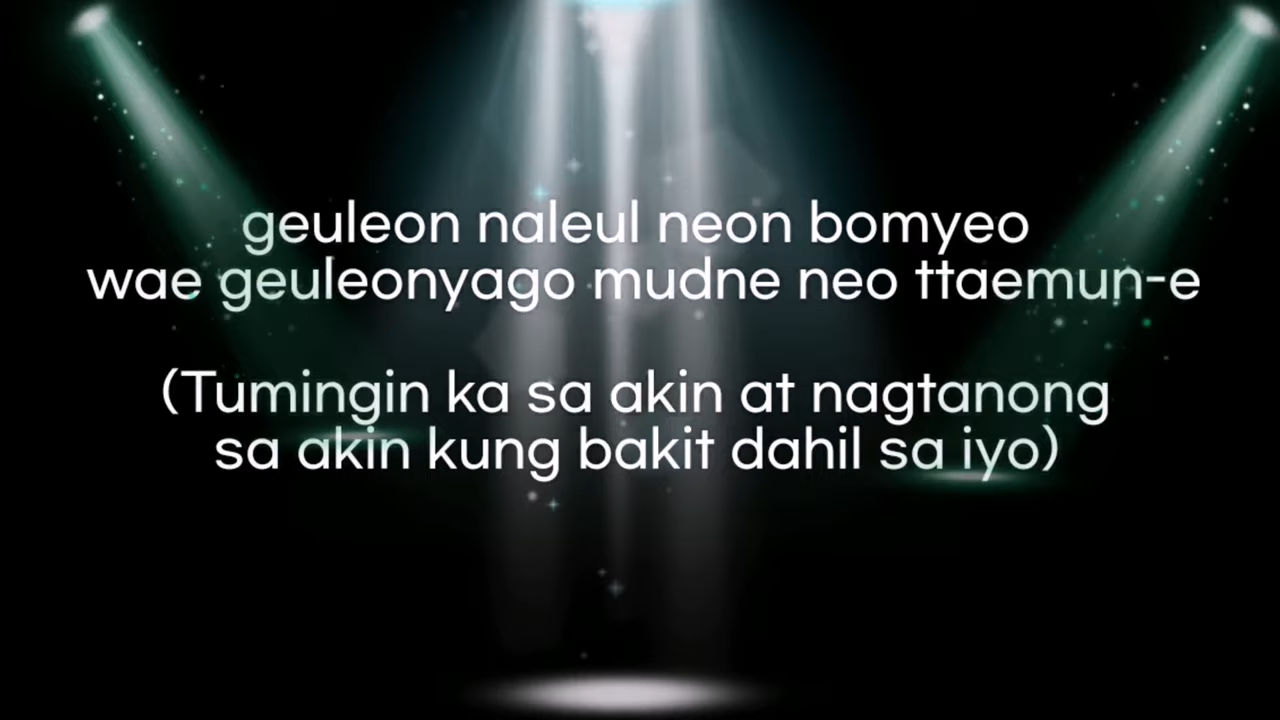 geuleon naleul neon bomyeo
wae geuleonyago mudne neo ttaemun-e
(Tumingin ka sa akin at nagtanong
sa akin kung bakit dahil sa iyo)